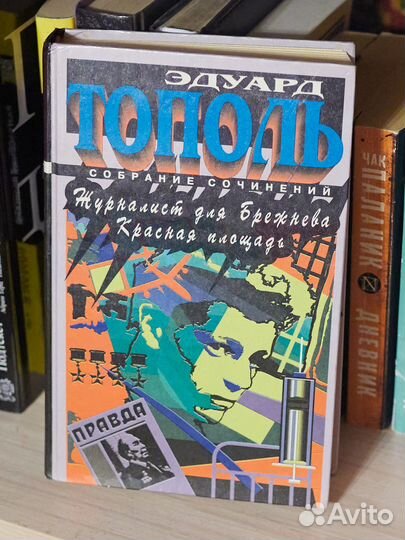 ЭДУАРД
ТОПОЛЬ
СОБРАНИЕ СОЧИНЕНИЙ
Журналист для Брежнева
Красная площадь
ПРАВДА
ЧАК
ПАЛАНИК
ДНЕВНИК
Avito